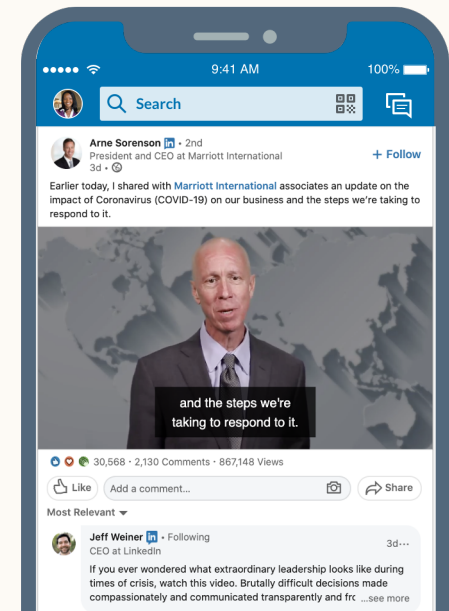 9:41 AM
100%
Search
Arne Sorenson in • 2nd
President and CEO at Marriott International
3d •
+ Follow
Earlier today, I shared with Marriott International associates an update on the
impact of Coronavirus (COVID-19) on our business and the steps we're taking to
respond to it.
and the steps we're
taking to respond to it.
30,568 · 2,130 Comments · 867,148 Views
Like
Add a comment...
Share
Most Relevant
Jeff Weiner in • Following
3d...
CEO at LinkedIn
If you ever wondered what extraordinary leadership looks like during
times of crisis, watch this video. Brutally difficult decisions made
compassionately and communicated transparently and frc ...see more